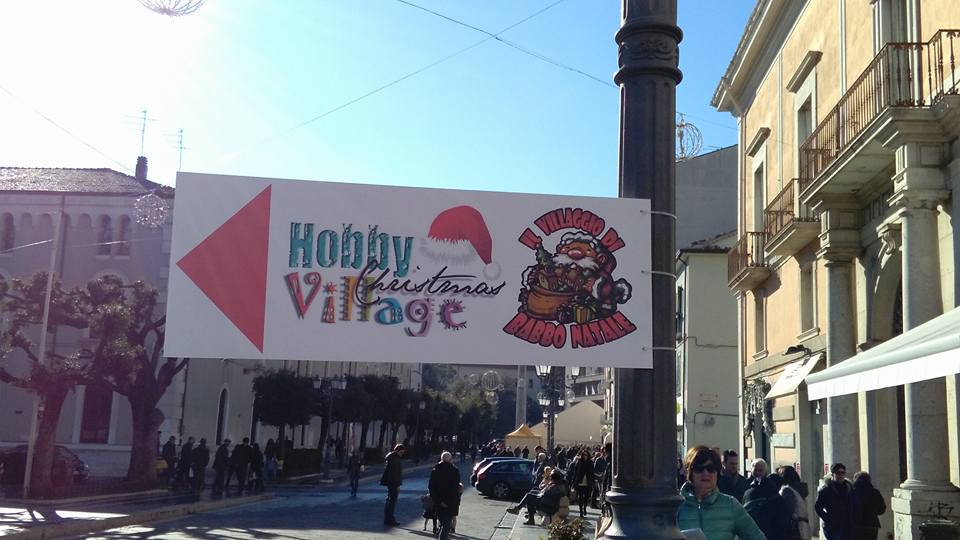 Hobby
Christmas
Village
IL VILLAGGIO DI
BABBO NATALE